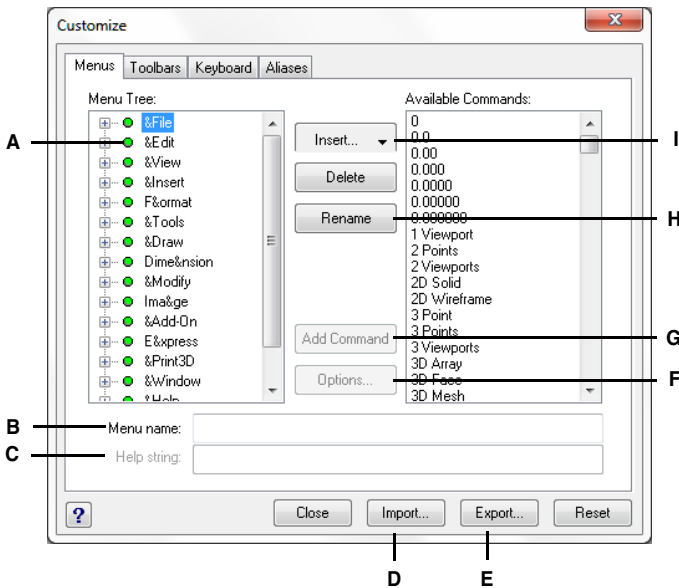 Customize
Menus Toolbars Keyboard Aliases
Menu Tree:
Available Commands:
&File
&Edit
&View
&Insert
F&ormat
&Tools
&Draw
Dime&nsion
&Modify
Ima&ge
&Add-On
E&xpress
&Print3D
&Window
&Help
Insert...
Delete
Rename
Add Command
Options...
0
0.0
0.00
0.000
0.0000
0.00000
0.000000
1 Viewport
2 Points
2 Viewports
2D Solid
2D Wireframe
3 Point
3 Points
3 Viewports
3D Array
3D Face
3D Mesh
Menu name:
Help string:
?
Close Import... Export... Reset
A
B
C
D
E
F
G
H
I